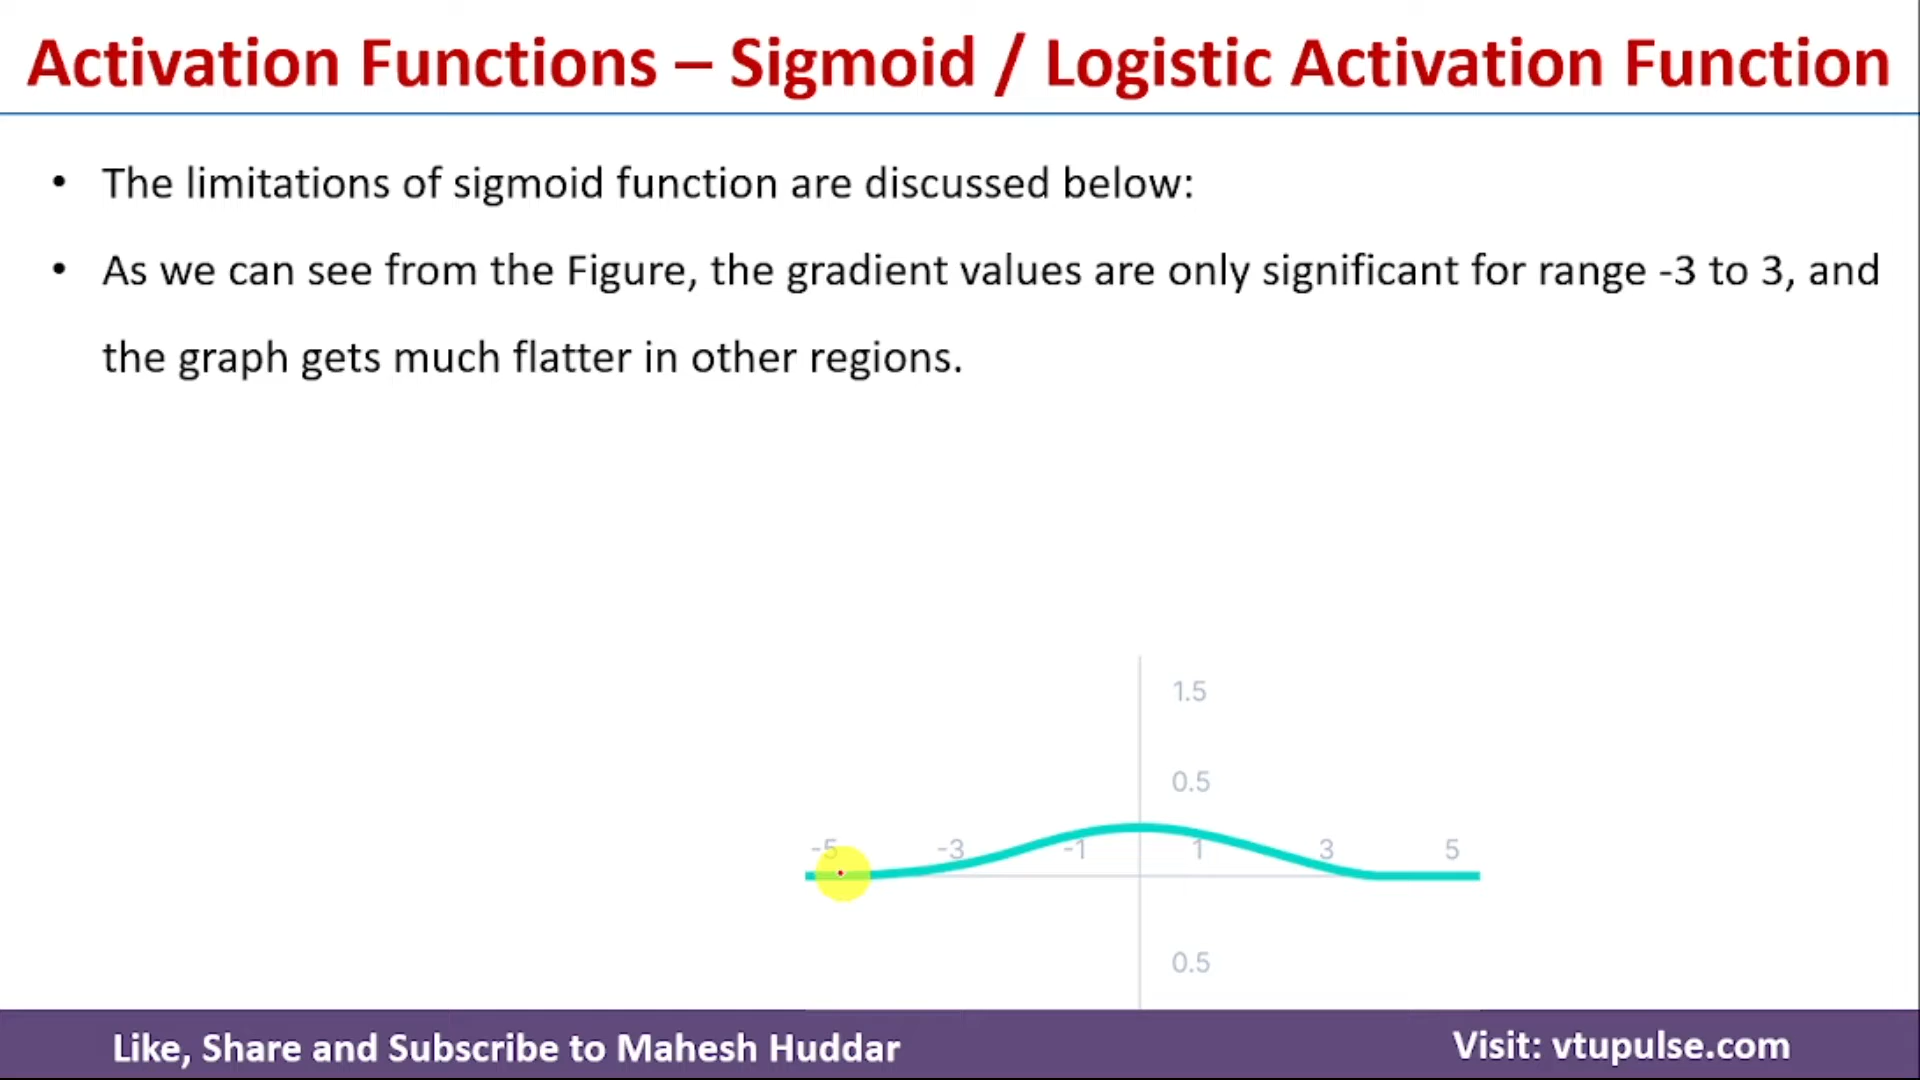 Activation Functions – Sigmoid / Logistic Activation Function
• The limitations of sigmoid function are discussed below:
• As we can see from the Figure, the gradient values are only significant for range -3 to 3, and
the graph gets much flatter in other regions.
1.5
0.5
-5 -3 -1 1 3 5
0.5
Like, Share and Subscribe to Mahesh Huddar
Visit: vtupulse.com